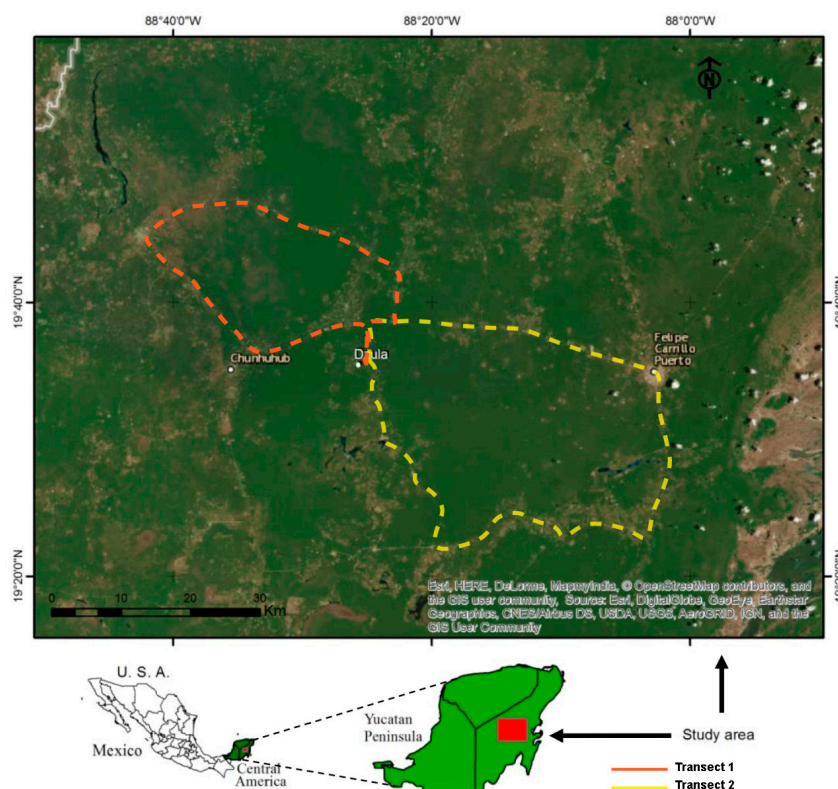 88°40'0"W
88°20'0"W
88°0'0"W
N
19°40'0"N
19°40'0"N
Felipe
Carrillo
Puerto
Chunhuhub
Dzula
19°20'0"N
0
10
20
30
Km
Esri, HERE, DeLorme, MapmyIndia, © OpenStreetMap contributors, and
the GIS user community, Source: Esri, DigitalGlobe, GeoEye, Earthstar
Geographics, CNES/Airbus DS, USDA, USGS, AeroGRID, IGN, and the
GIS User Community
U. S. A.
Mexico
Central
America
Yucatan
Peninsula
Study area
Transect 1
Transect 2